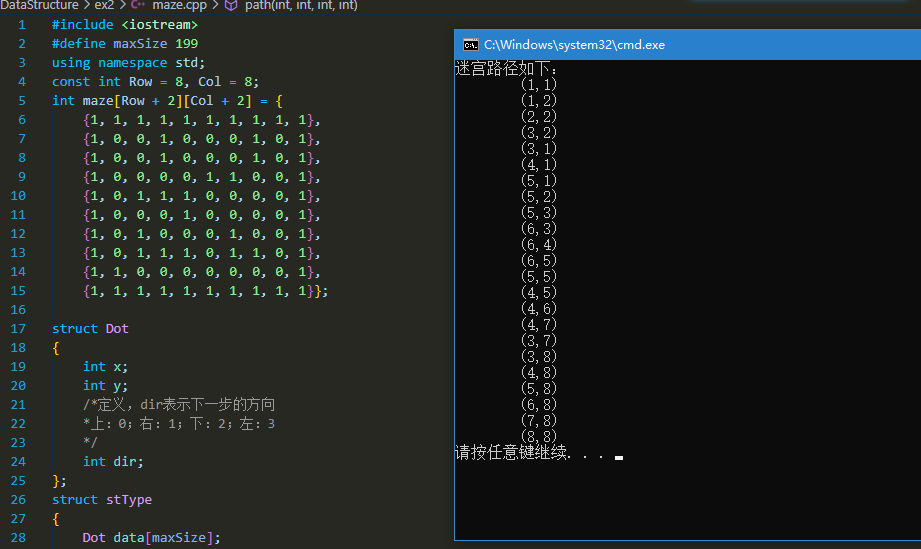 DataStructure > ex2 > maze.cpp > path(int, int, int, int)
1 #include <iostream>
2 #define maxSize 199
3 using namespace std;
4 const int Row = 8, Col = 8;
5 int maze[Row + 2][Col + 2] = {
6 {1, 1, 1, 1, 1, 1, 1, 1, 1, 1},
7 {1, 0, 0, 1, 0, 0, 0, 1, 0, 1},
8 {1, 0, 0, 1, 0, 0, 0, 1, 0, 1},
9 {1, 0, 0, 0, 0, 1, 1, 0, 0, 1},
10 {1, 0, 1, 1, 1, 0, 0, 0, 0, 1},
11 {1, 0, 0, 0, 1, 0, 0, 0, 0, 1},
12 {1, 0, 1, 0, 0, 0, 1, 0, 0, 1},
13 {1, 0, 1, 1, 1, 0, 1, 1, 0, 1},
14 {1, 1, 0, 0, 0, 0, 0, 0, 0, 1},
15 {1, 1, 1, 1, 1, 1, 1, 1, 1, 1}};
16
17 struct Dot
18 {
19 int x;
20 int y;
21 /*定义，dir表示下一步的方向
22 *上：0；右：1；下：2；左：3
23 */
24 int dir;
25 };
26 struct stType
27 {
28 Dot data[maxSize];
C:\Windows\system32\cmd.exe
迷宫路径如下：
(1,1)
(1,2)
(2,2)
(3,2)
(3,1)
(4,1)
(5,1)
(5,2)
(5,3)
(6,3)
(6,4)
(6,5)
(5,5)
(4,5)
(4,6)
(4,7)
(3,7)
(3,8)
(4,8)
(5,8)
(6,8)
(7,8)
(8,8)
请按任意键继续. . .